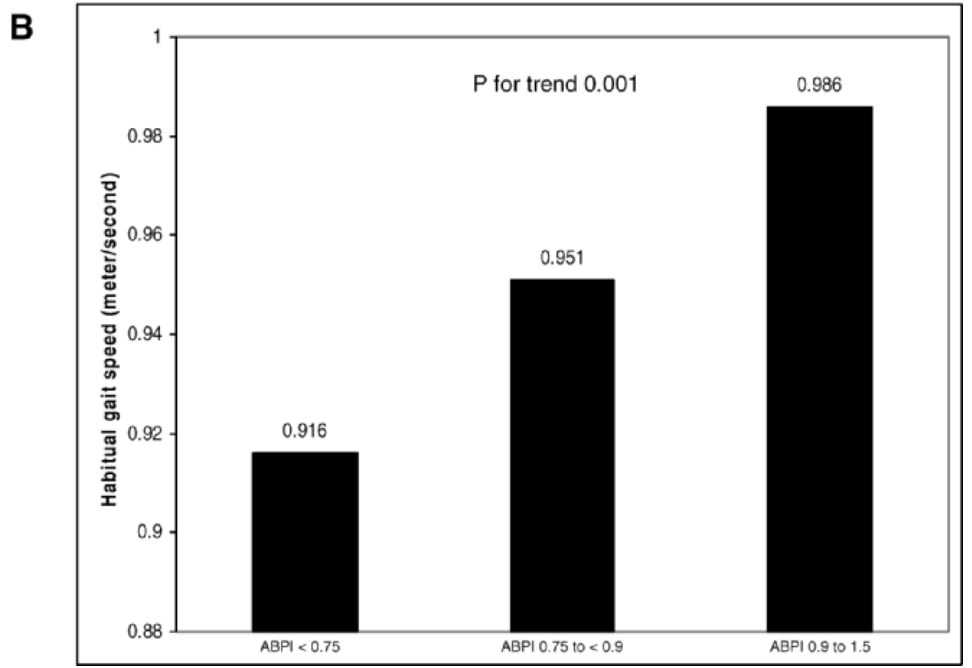 B
1
P for trend 0.001
0.986
0.98
0.96
0.951
0.94
0.92
0.916
0.9
0.88
Habitual gait speed (meter/second)
ABPI < 0.75
ABPI 0.75 to < 0.9
ABPI 0.9 to 1.5